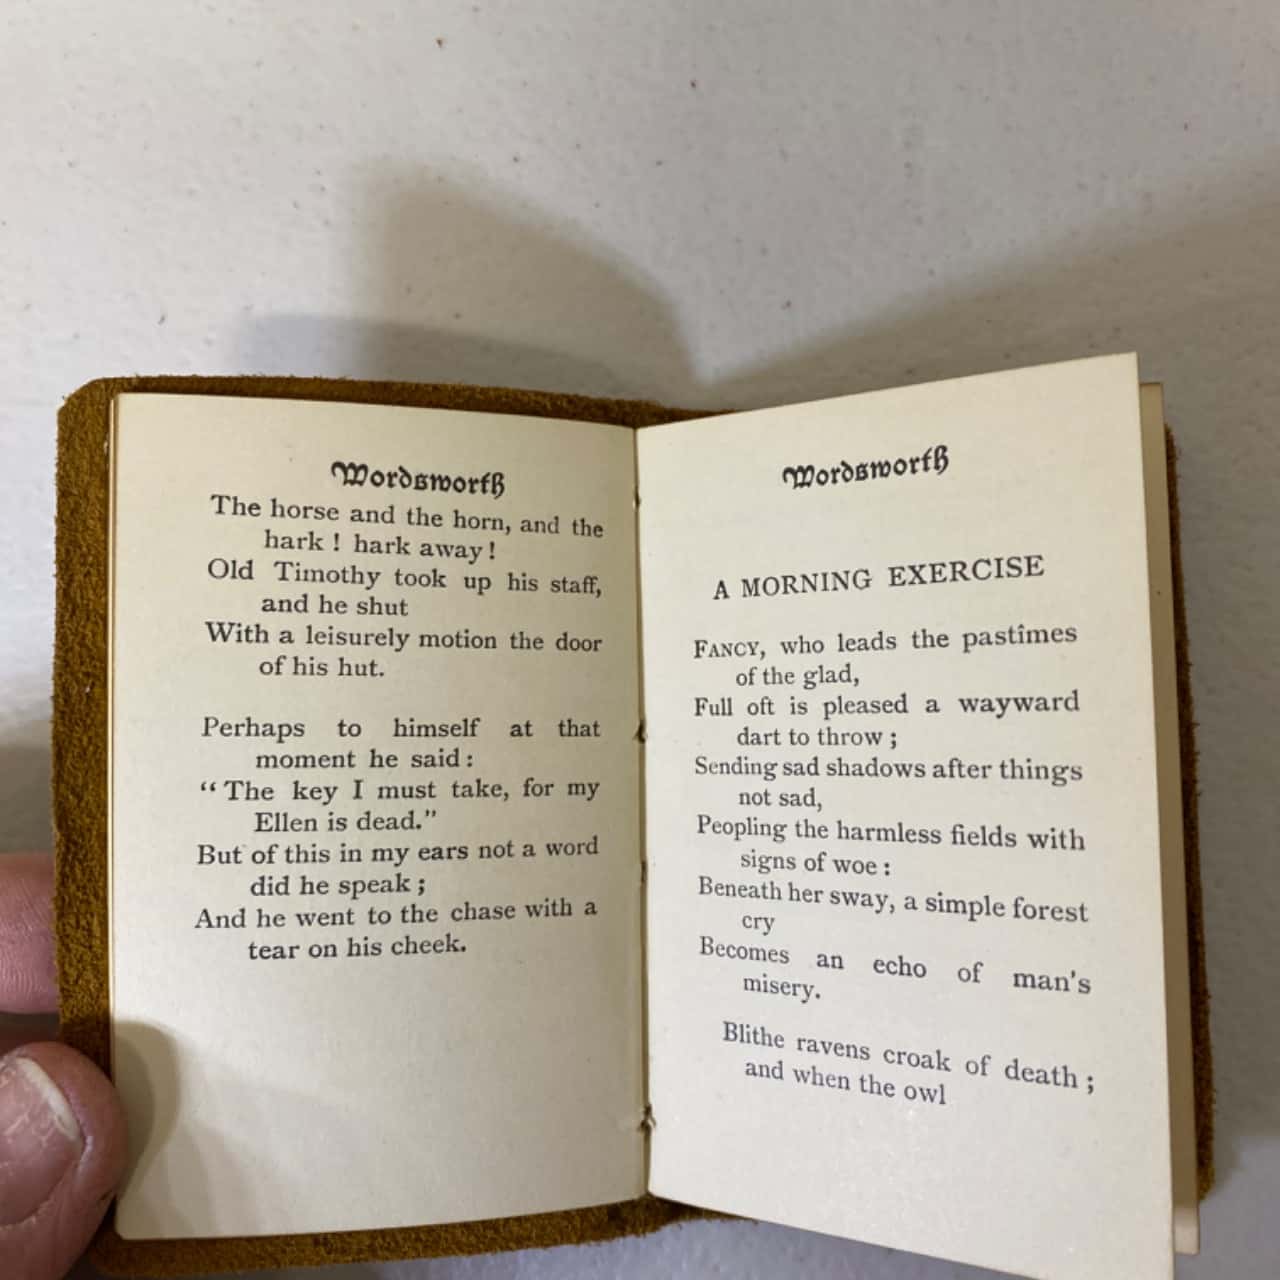 Wordsworth
The horse and the horn, and the
hark ! hark away !
Old Timothy took up his staff,
and he shut
With a leisurely motion the door
of his hut.
Perhaps to himself at that
moment he said :
“ The key I must take, for my
Ellen is dead.”
But of this in my ears not a word
did he speak ;
And he went to the chase with a
tear on his cheek.
Wordsworth
A MORNING EXERCISE
FANCY, who leads the pastîmes
of the glad,
Full oft is pleased a wayward
dart to throw ;
Sending sad shadows after things
not sad,
Peopling the harmless fields with
signs of woe :
Beneath her sway, a simple forest
cry
Becomes an echo of man's
misery.
Blithe ravens croak of death ;
and when the owl